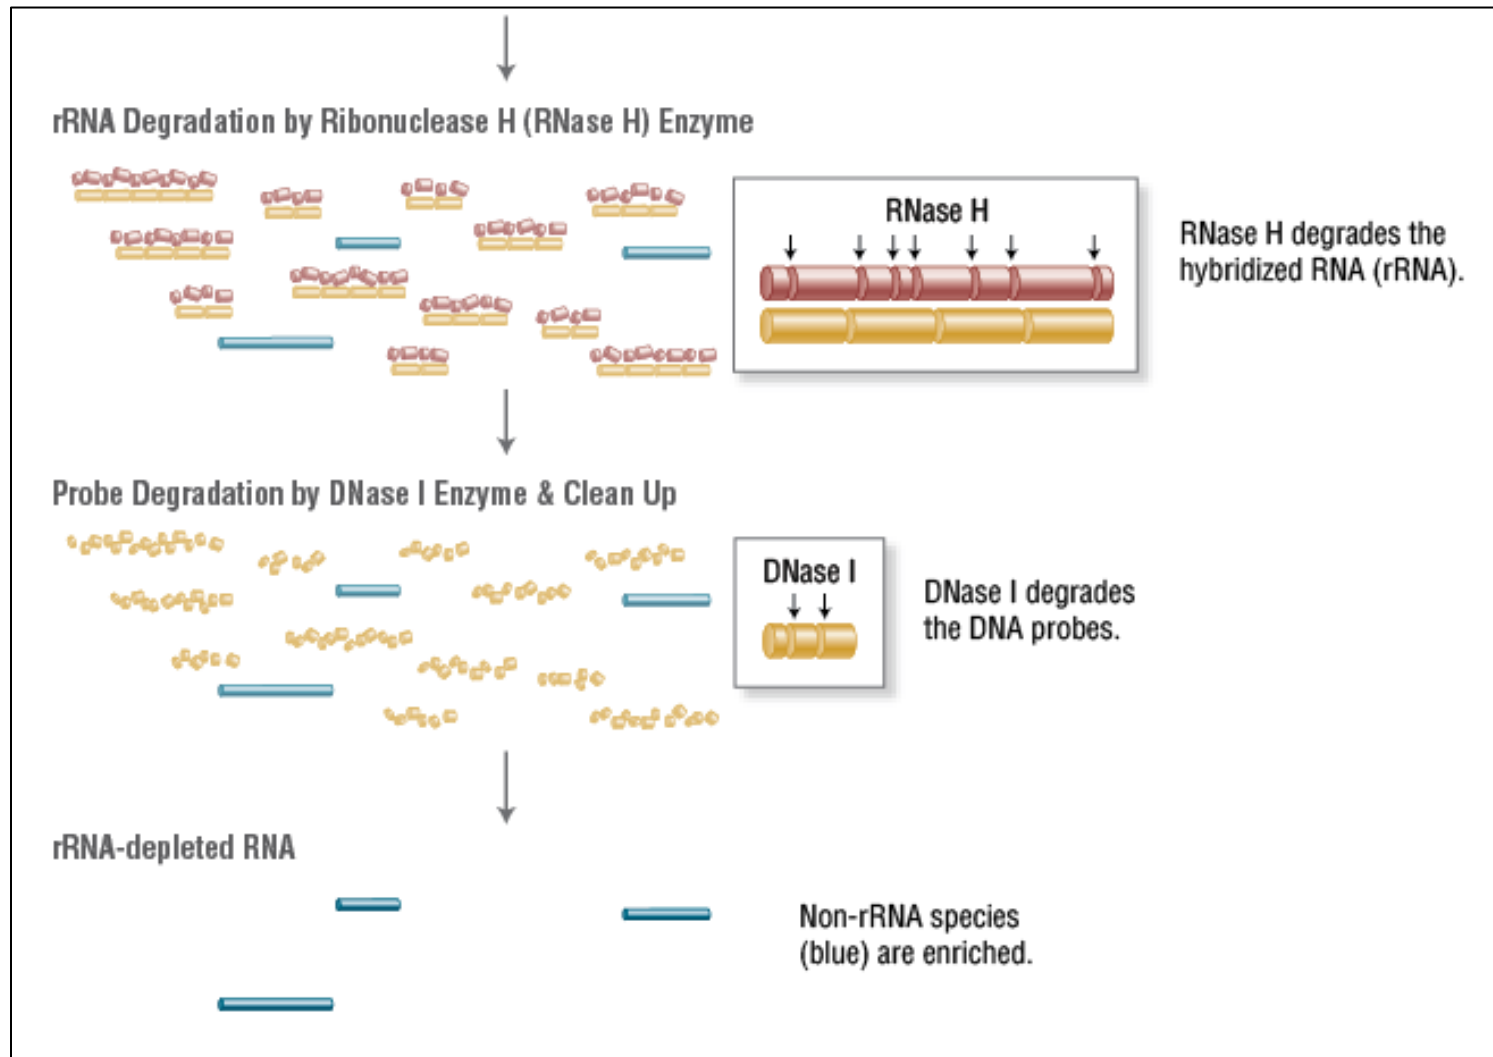 rRNA Degradation by Ribonuclease H (RNase H) Enzyme
RNase H
RNase H degrades the
hybridized RNA (rRNA).
Probe Degradation by DNase I Enzyme & Clean Up
DNase I
DNase I degrades
the DNA probes.
rRNA-depleted RNA
Non-rRNA species
(blue) are enriched.